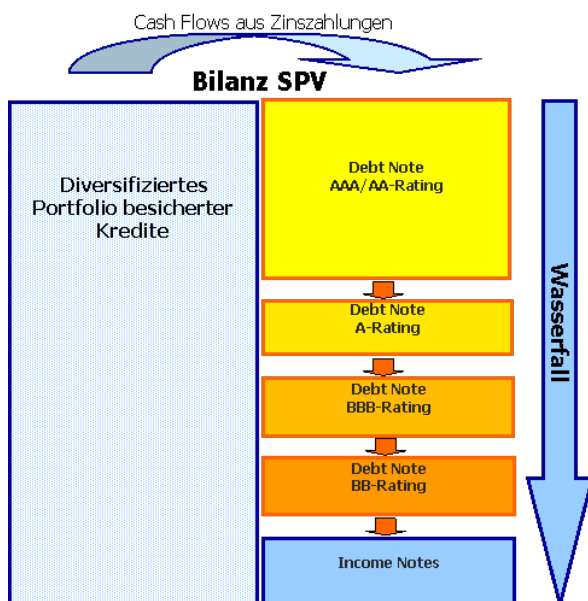 Cash Flows aus Zinszahlungen
Bilanz SPV
Diversifiziertes
Portfolio besicherter
Kredite
Debt Note
AAA/AA-Rating
Debt Note
A-Rating
Debt Note
BBB-Rating
Debt Note
BB-Rating
Income Notes
Wasserfall